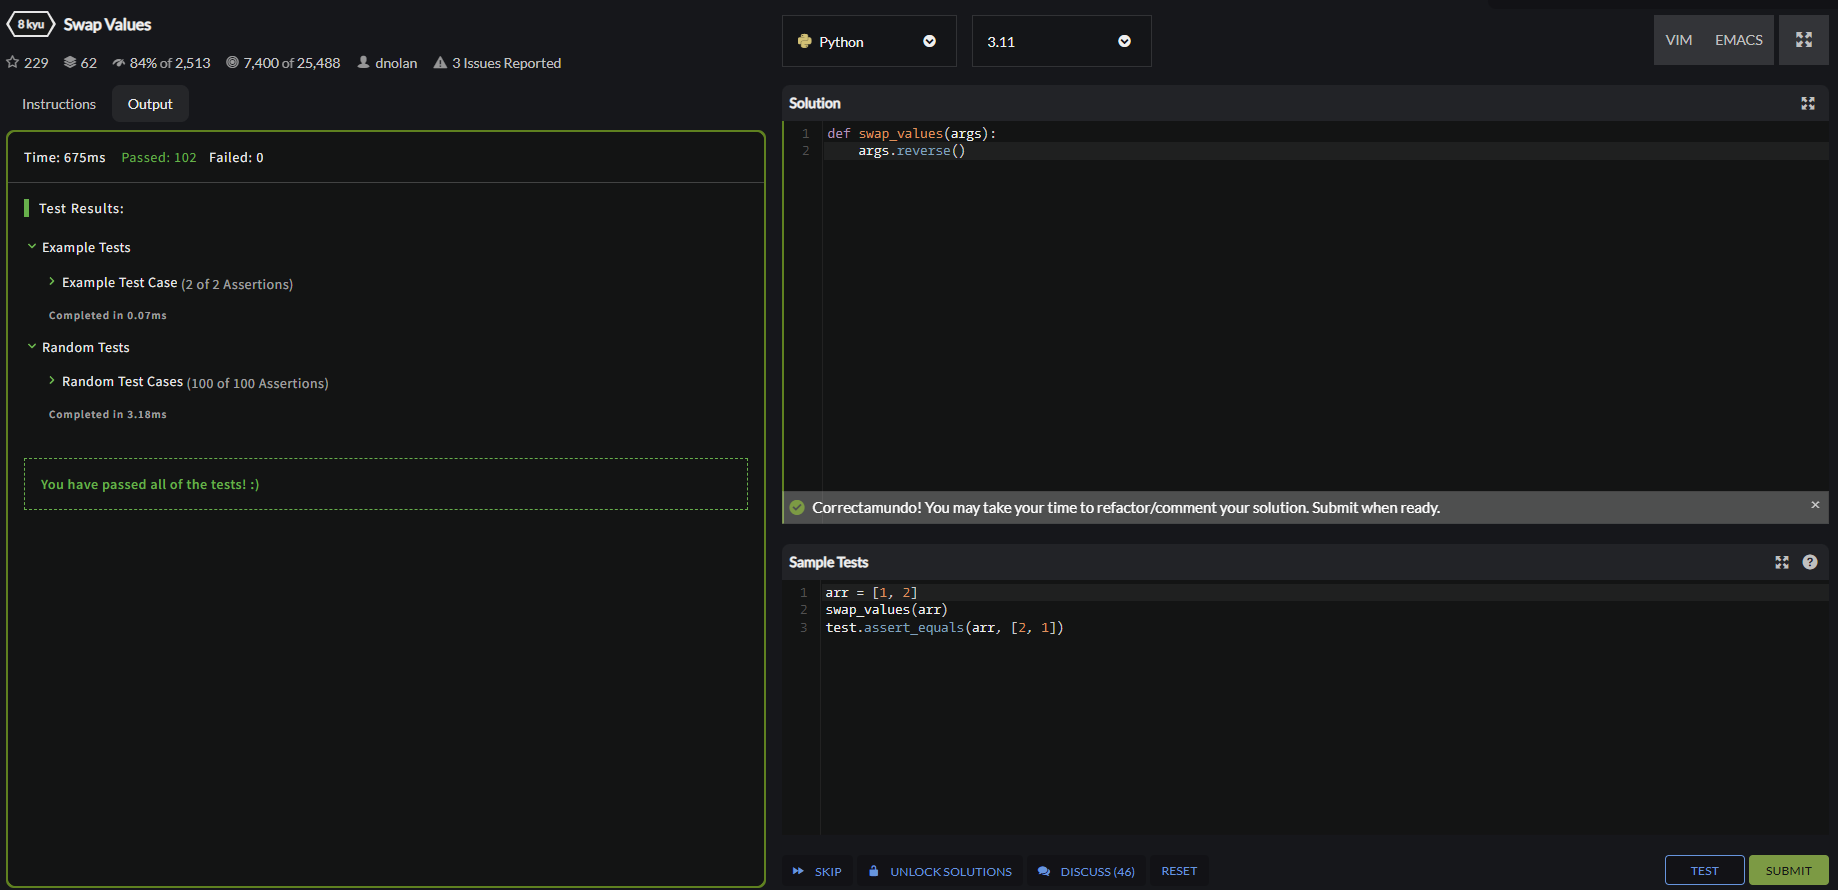 8 kyu Swap Values
229 62 84% of 2,513 7,400 of 25,488 dnolan 3 Issues Reported
Instructions Output
Time: 675ms Passed: 102 Failed: 0
Test Results:
Example Tests
Example Test Case (2 of 2 Assertions)
Completed in 0.07ms
Random Tests
Random Test Cases (100 of 100 Assertions)
Completed in 3.18ms
You have passed all of the tests! :)
Python 3.11 VIM EMACS
Solution
1 def swap_values(args):
2     args.reverse()
Correctamundo! You may take your time to refactor/comment your solution. Submit when ready. ×
Sample Tests ?
1 arr = [1, 2]
2 swap_values(arr)
3 test.assert_equals(arr, [2, 1])
SKIP UNLOCK SOLUTIONS DISCUSS (46) RESET TEST SUBMIT